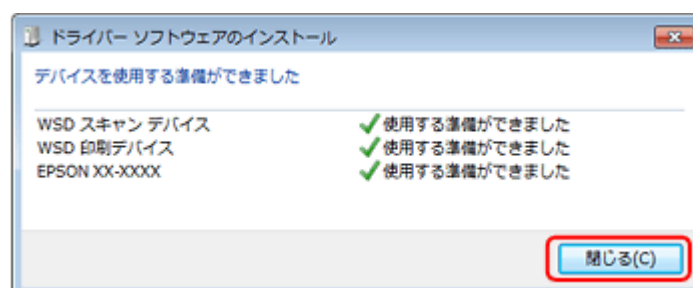 ドライバー ソフトウェアのインストール
デバイスを使用する準備ができました
WSD スキャン デバイス 使用する準備ができました
WSD 印刷デバイス 使用する準備ができました
EPSON XX-XXXX 使用する準備ができました
閉じる(C)